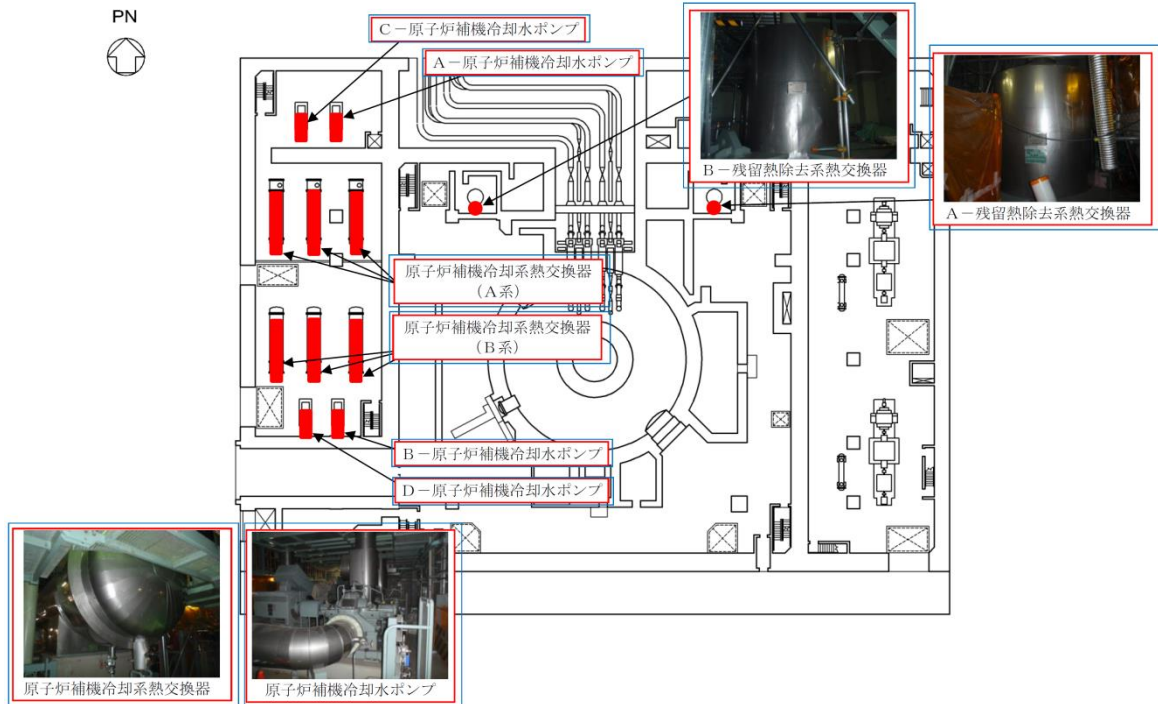 PN
C－原子炉補機冷却水ポンプ
A－原子炉補機冷却水ポンプ
B－残留熱除去系熱交換器
A－残留熱除去系熱交換器
原子炉補機冷却系熱交換器
（A系）
原子炉補機冷却系熱交換器
（B系）
B－原子炉補機冷却水ポンプ
D－原子炉補機冷却水ポンプ
原子炉補機冷却系熱交換器
原子炉補機冷却水ポンプ